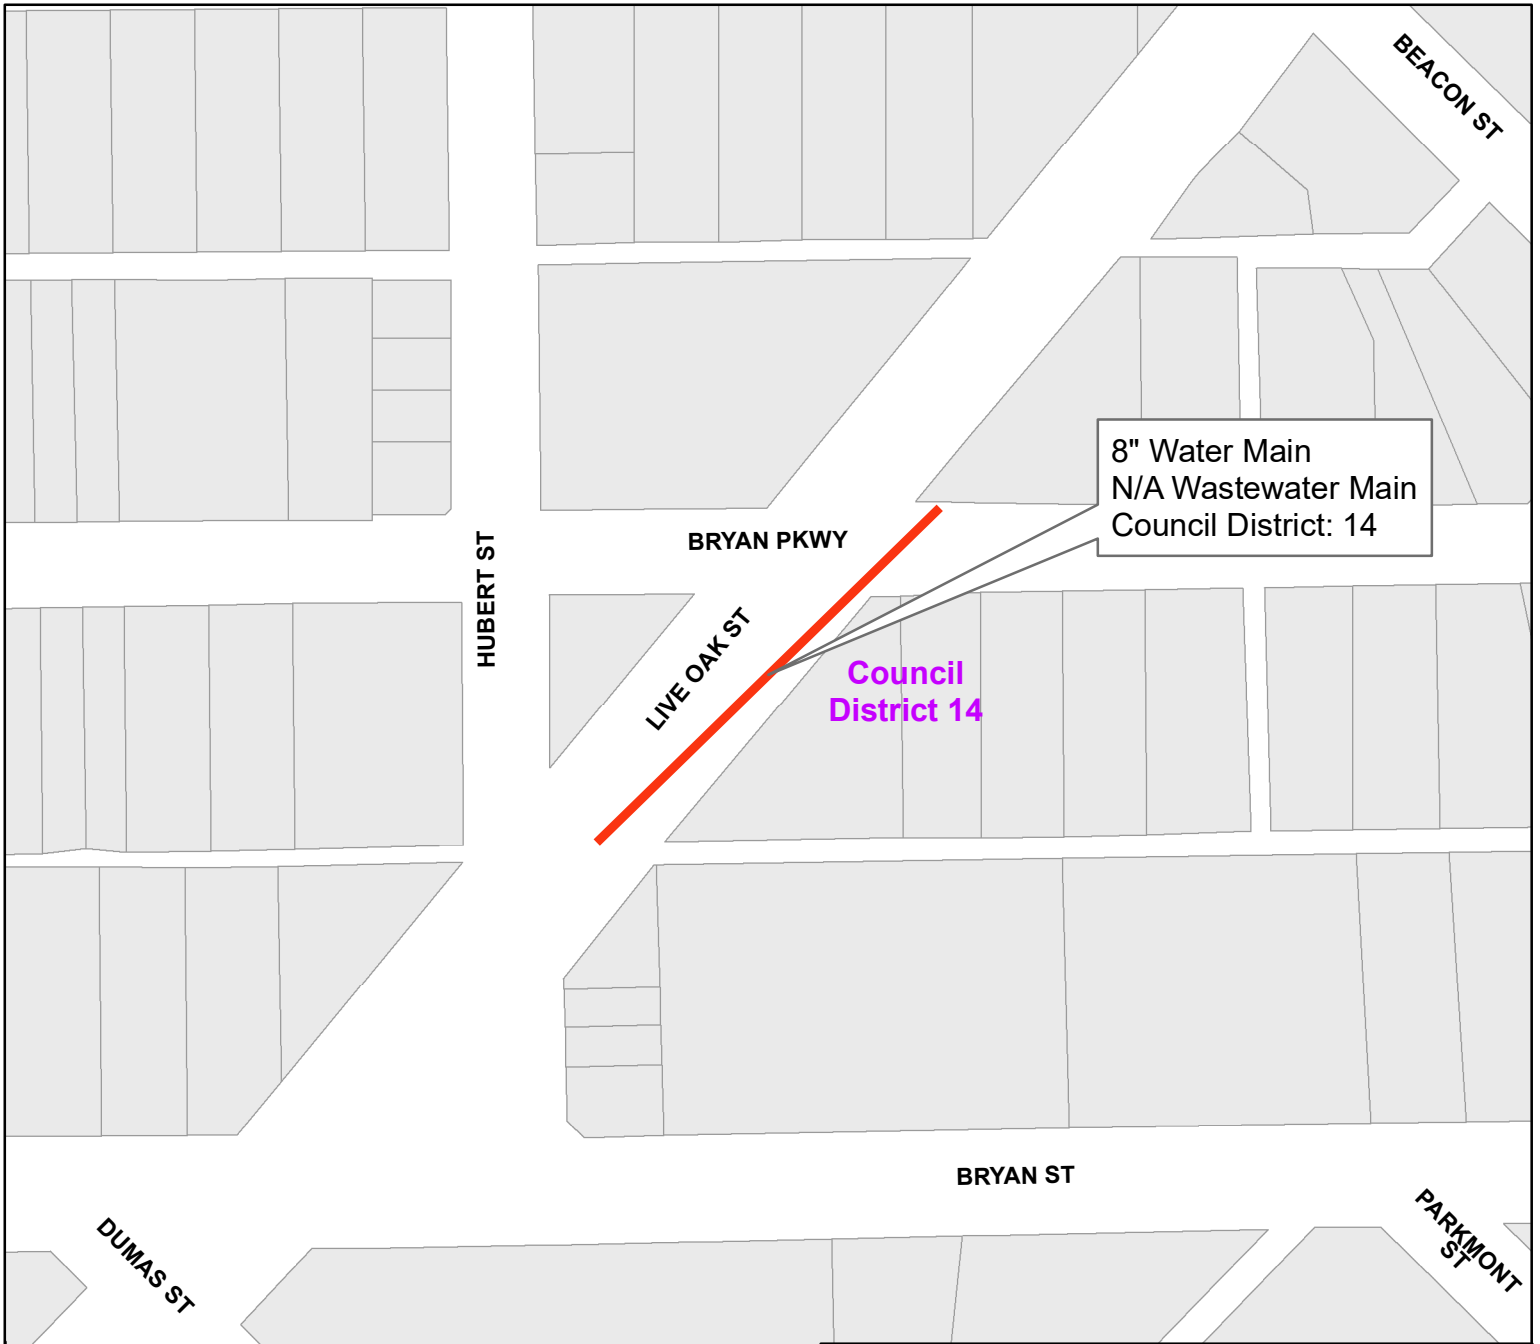 BEACON ST
8" Water Main
N/A Wastewater Main
Council District: 14
BRYAN PKWY
HUBERT ST
LIVE OAK ST
Council
District 14
BRYAN ST
DUMAS ST
PARKMONT
ST